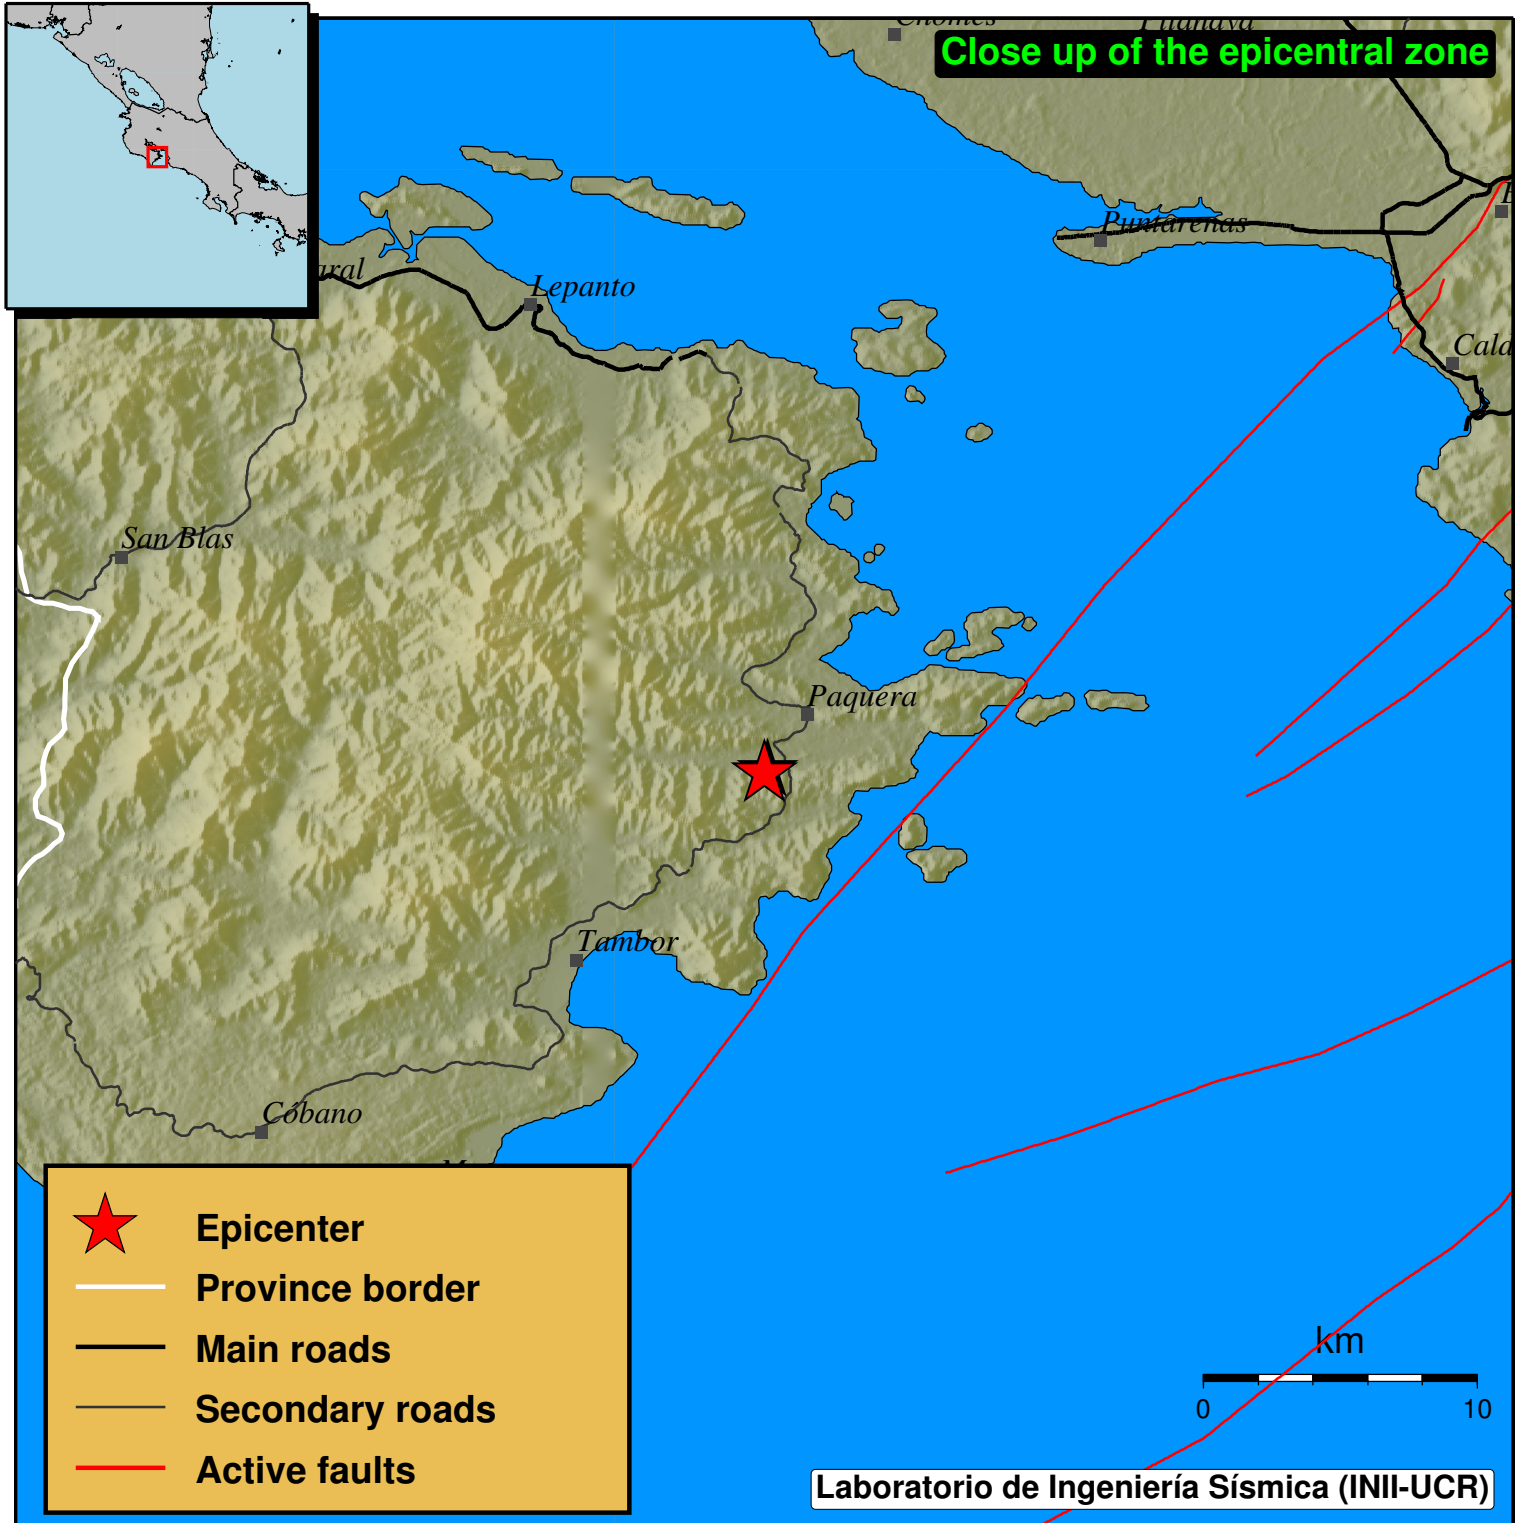 Close up of the epicentral zone
Puntarenas
Lepanto
San Blas
Paquera
Tambor
Cóbano
Epicenter
Province border
Main roads
Secondary roads
Active faults
km
0 10
Laboratorio de Ingeniería Sísmica (INII-UCR)